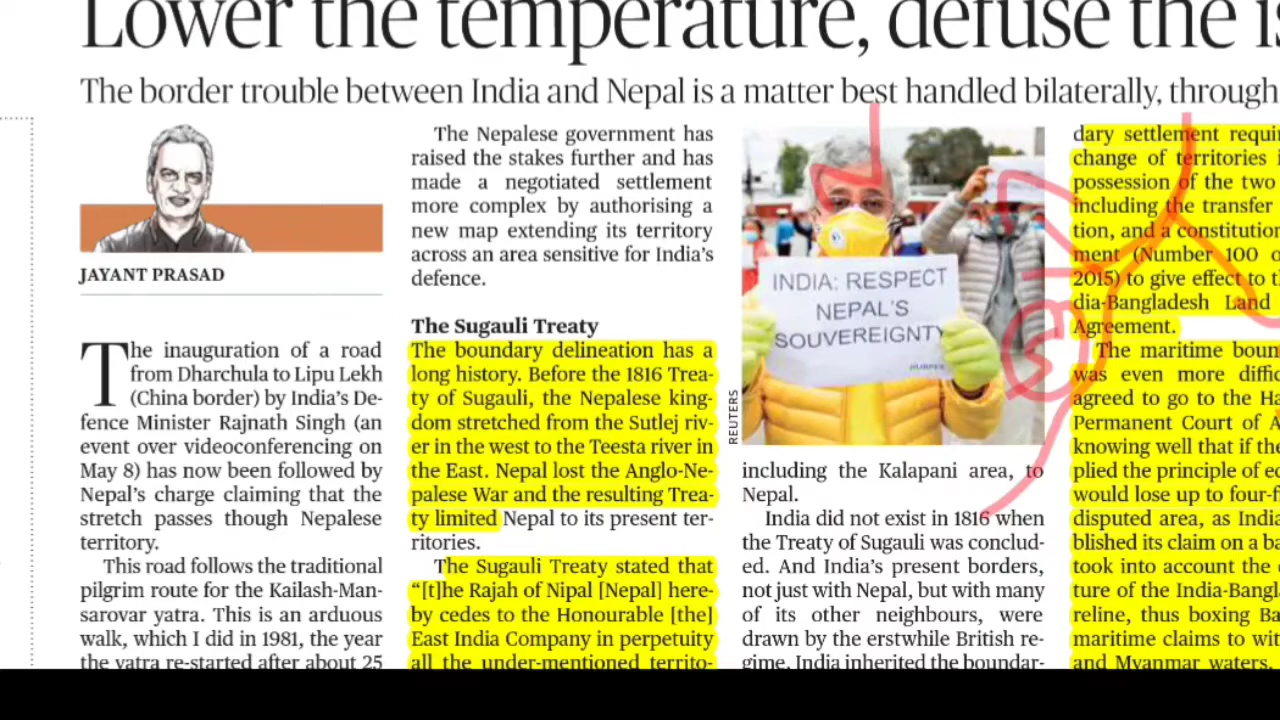 Lower the temperature, defuse the is
The border trouble between India and Nepal is a matter best handled bilaterally, through
JAYANT PRASAD
The inauguration of a road
from Dharchula to Lipu Lekh
(China border) by India's De-
fence Minister Rajnath Singh (an
event over videoconferencing on
May 8) has now been followed by
Nepal's charge claiming that the
stretch passes though Nepalese
territory.
This road follows the traditional
pilgrim route for the Kailash-Man-
sarovar yatra. This is an arduous
walk, which I did in 1981, the year
the yatra re-started after about 25
The Nepalese government has
raised the stakes further and has
made a negotiated settlement
more complex by authorising a
new map extending its territory
across an area sensitive for India's
defence.
The Sugauli Treaty
The boundary delineation has a
long history. Before the 1816 Trea-
ty of Sugauli, the Nepalese king-
dom stretched from the Sutlej riv-
er in the west to the Teesta river in
the East. Nepal lost the Anglo-Ne-
palese War and the resulting Trea-
ty limited Nepal to its present ter-
ritories.
The Sugauli Treaty stated that
"[t]he Rajah of Nipal [Nepal] here-
by cedes to the Honourable [the]
East India Company in perpetuity
all the under-mentioned territo-
INDIA: RESPECT
NEPAL'S
SOUVEREIGNTY
REUTERS
including the Kalapani area, to
Nepal.
India did not exist in 1816 when
the Treaty of Sugauli was conclud-
ed. And India's present borders,
not just with Nepal, but with many
of its other neighbours, were
drawn by the erstwhile British re-
gime. India inherited the boundar-
dary settlement requi
change of territories i
possession of the two
including the transfer
tion, and a constitution
ment (Number 100 o
2015) to give effect to t
dia-Bangladesh Land
Agreement.
The maritime boun
was even more diffic
agreed to go to the Ha
Permanent Court of A
knowing well that if the
plied the principle of e
would lose up to four-f
disputed area, as India
blished its claim on a ba
took into account the
ture of the India-Bangl
reline, thus boxing Ba
maritime claims to wit
and Myanmar waters.